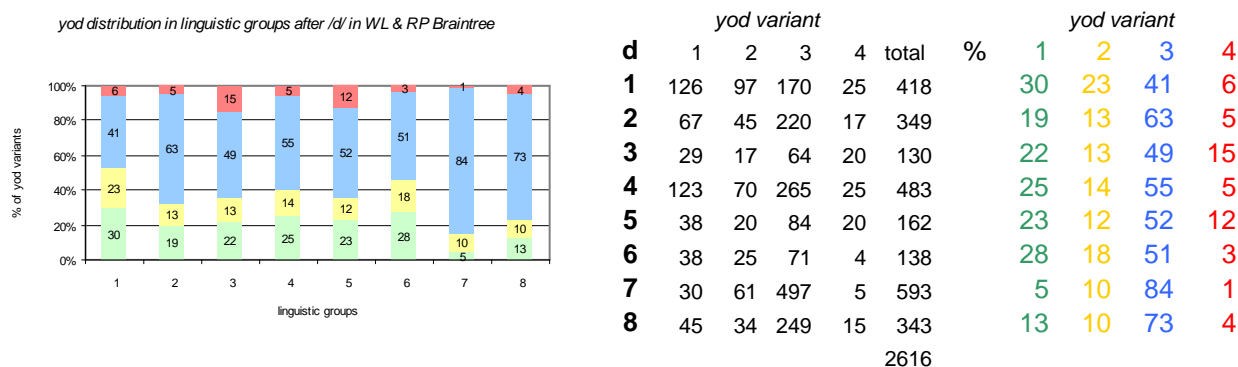 yod distribution in linguistic groups after /d/ in WL & RP Braintree
% of yod variants
100%
80%
60%
40%
20%
0%
6 5 15 5 12 3 1 4
41 63 49 55 52 51 84 73
23 13 13 14 12 18 10 10
30 19 22 25 23 28 5 13
1 2 3 4 5 6 7 8
linguistic groups
yod variant
d 1 2 3 4 total
1 126 97 170 25 418
2 67 45 220 17 349
3 29 17 64 20 130
4 123 70 265 25 483
5 38 20 84 20 162
6 38 25 71 4 138
7 30 61 497 5 593
8 45 34 249 15 343
2616
yod variant
% 1 2 3 4
30 23 41 6
19 13 63 5
22 13 49 15
25 14 55 5
23 12 52 12
28 18 51 3
5 10 84 1
13 10 73 4